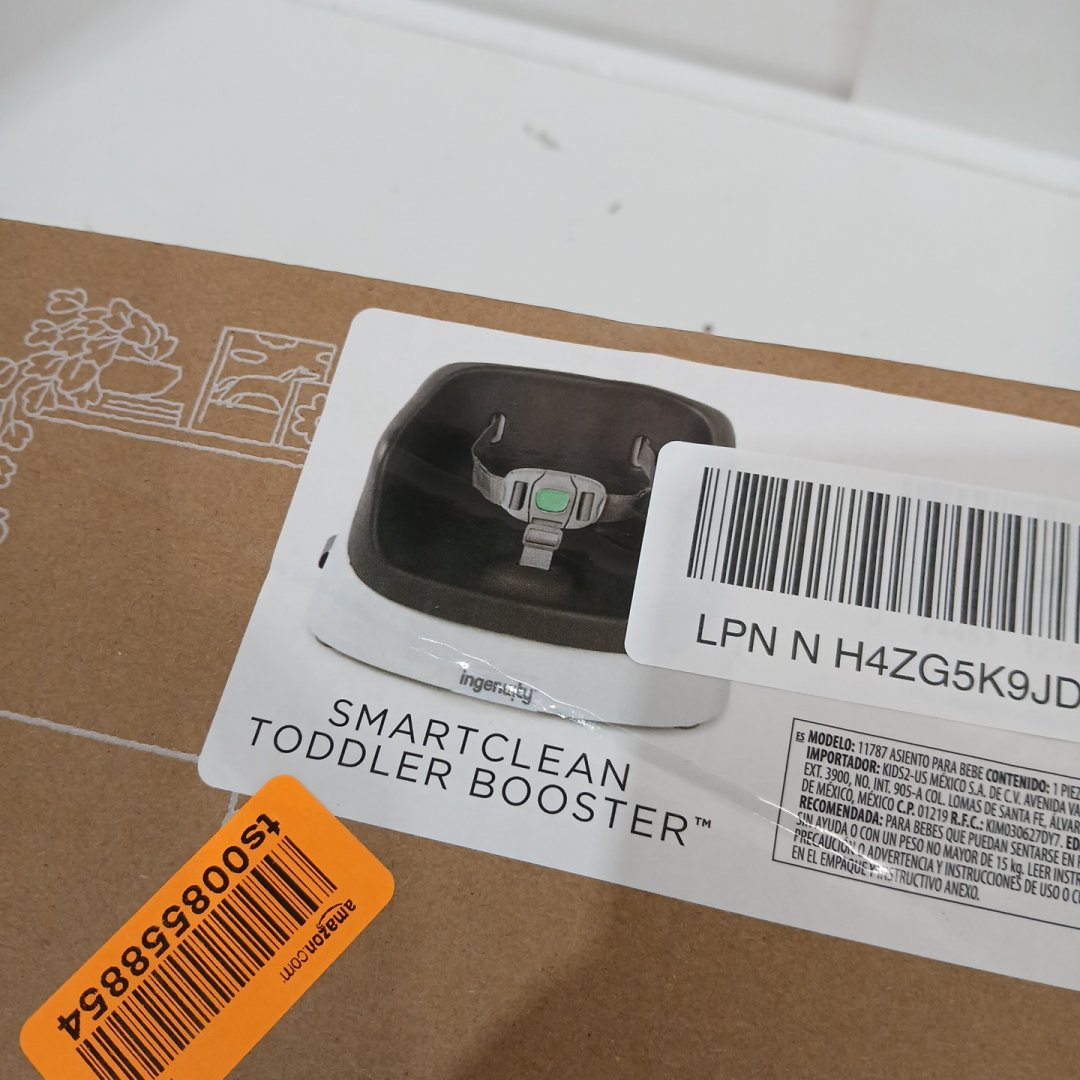 ingenuity
SMARTCLEAN
TODDLER BOOSTER™
LPN N H4ZG5K9JD
ES MODELO: 11787 ASIENTO PARA BEBE CONTENIDO: 1 PIEZ
IMPORTADOR: KIDS2-US MÉXICO S.A. DE C.V. AVENIDA VA
EXT. 3900, NO. INT. 905-A COL. LOMAS DE SANTA FE, ÁLVAR
DE MÉXICO, MÉXICO C.P. 01219 R.F.C.: KIM030627DY7. ED
RECOMENDADA: PARA BEBES QUE PUEDAN SENTARSE EN
SIN AYUDA O CON UN PESO NO MAYOR DE 15 kg. LEER INSTR
PRECAUCIÓN O ADVERTENCIA Y INSTRUCCIONES DE USO O C
EN EL EMPAQUE Y INSTRUCTIVO ANEXO.
ts008558854
amazon.com